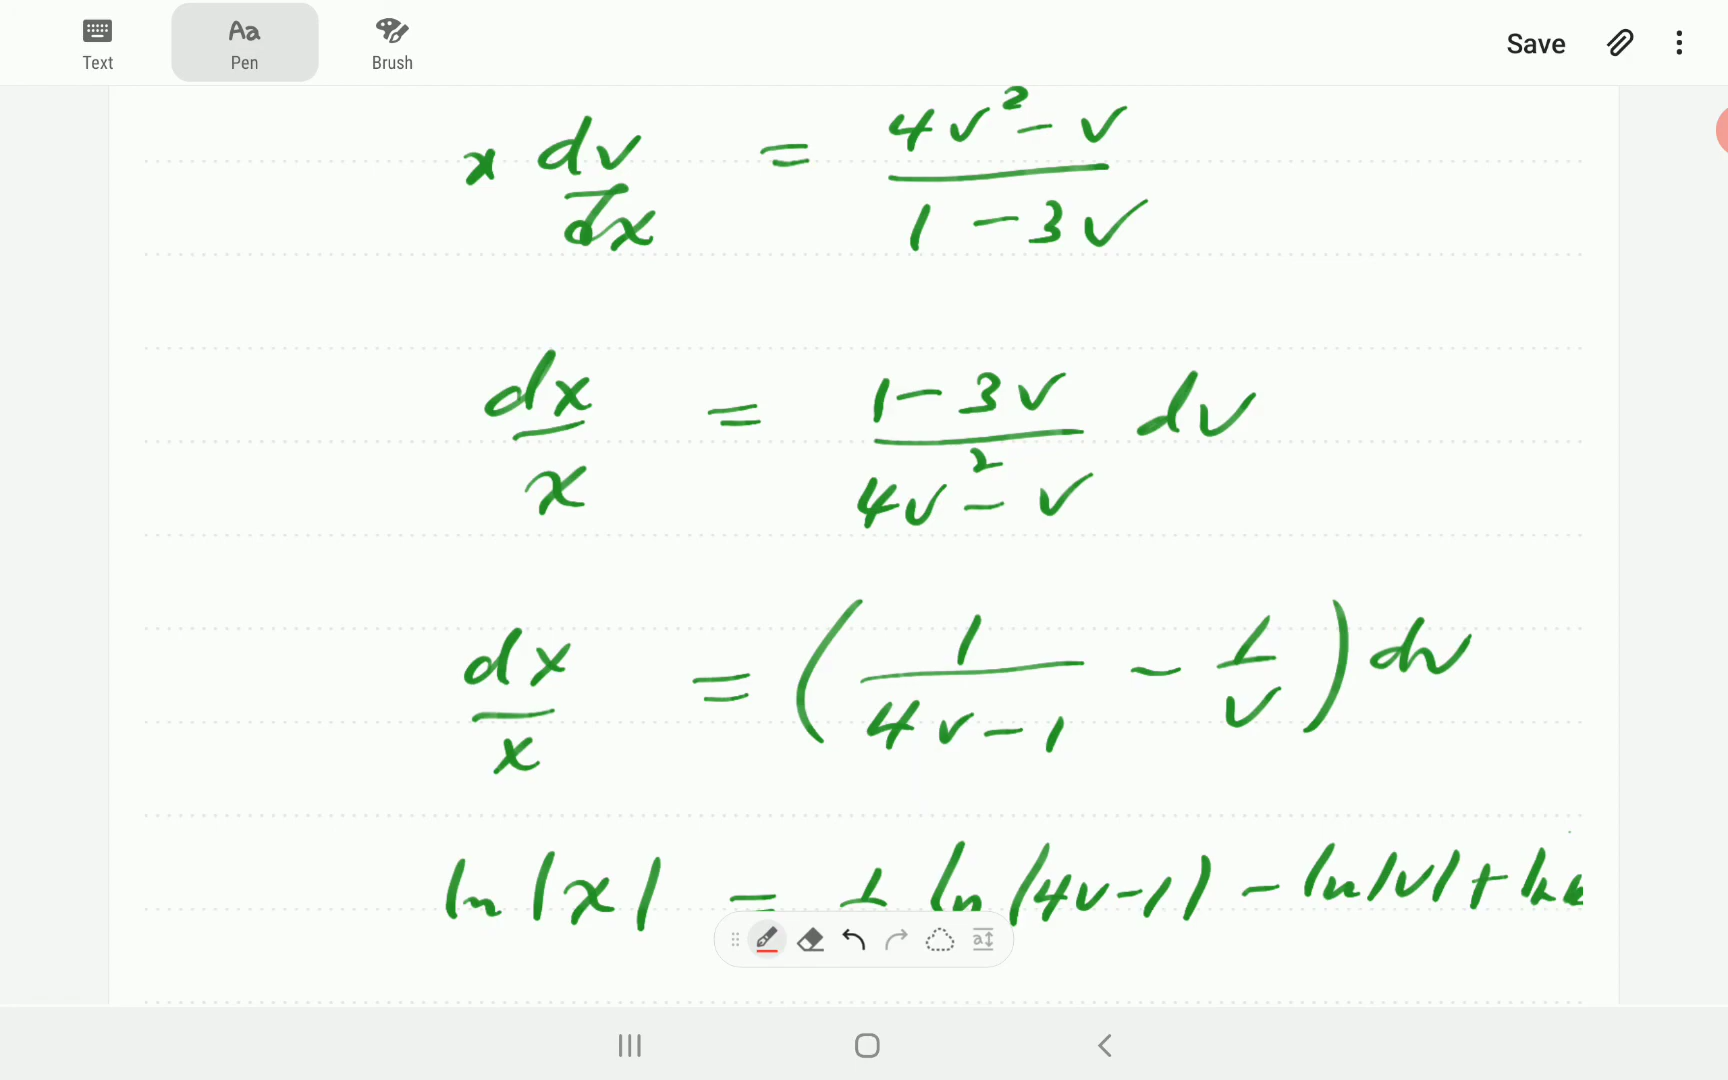 Text Pen Brush Save
x dv/dx = (4v² - v)/(1 - 3v)
dx/x = (1 - 3v)/(4v² - v) dv
dx/x = (1/(4v - 1) - 1/v) dv
ln|x| = ln|4v-1| - ln|v| + ln